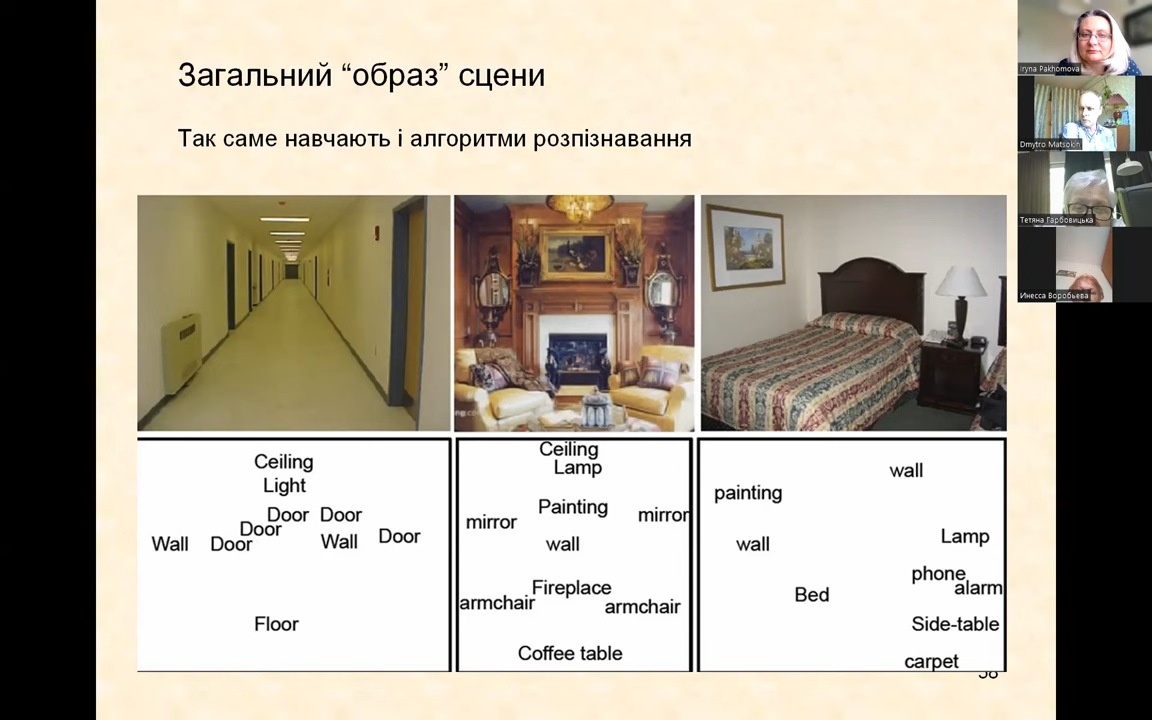 Загальний “образ” сцени
Так саме навчають і алгоритми розпізнавання
Ceiling
Light
Door Door
Door
Wall Door Wall Door
Floor
Ceiling
Lamp
Painting
mirror mirror
wall
Fireplace
armchair armchair
Coffee table
wall
painting
Lamp
wall
phone
alarm
Bed
Side-table
carpet
58
Iryna Pakhomova
Dmytro Matsokin
Тетяна Гарбовицька
Инесса Воробьева